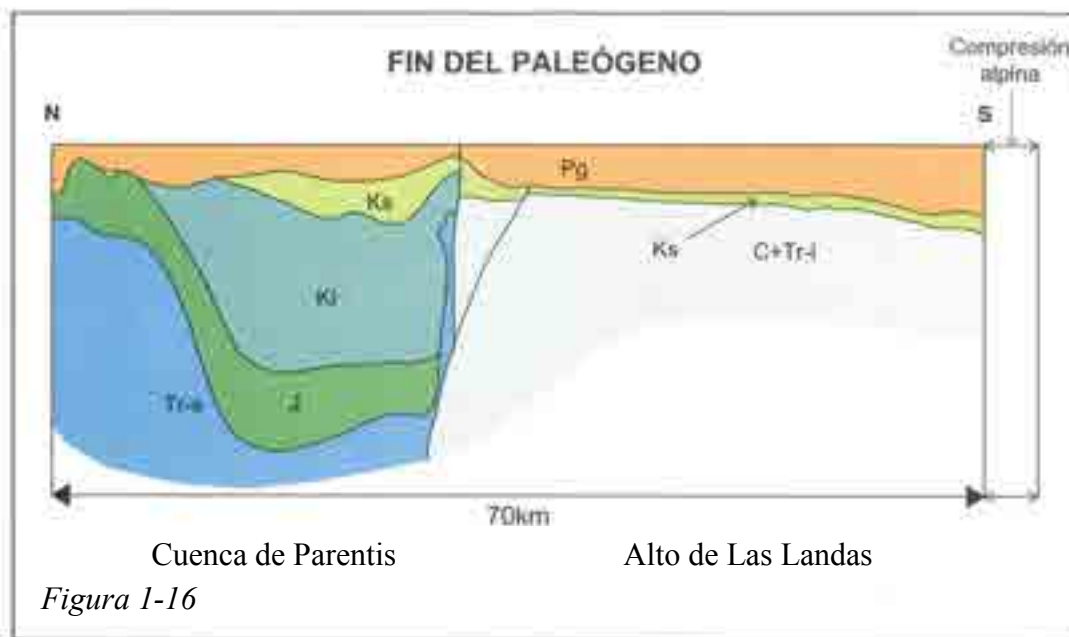 FIN DEL PALEÓGENO
Compresión
alpina
N
S
Pg
Ks
Ks
C+Tr-i
Ki
Tr-s
J
70km
Cuenca de Parentis
Alto de Las Landas
Figura 1-16